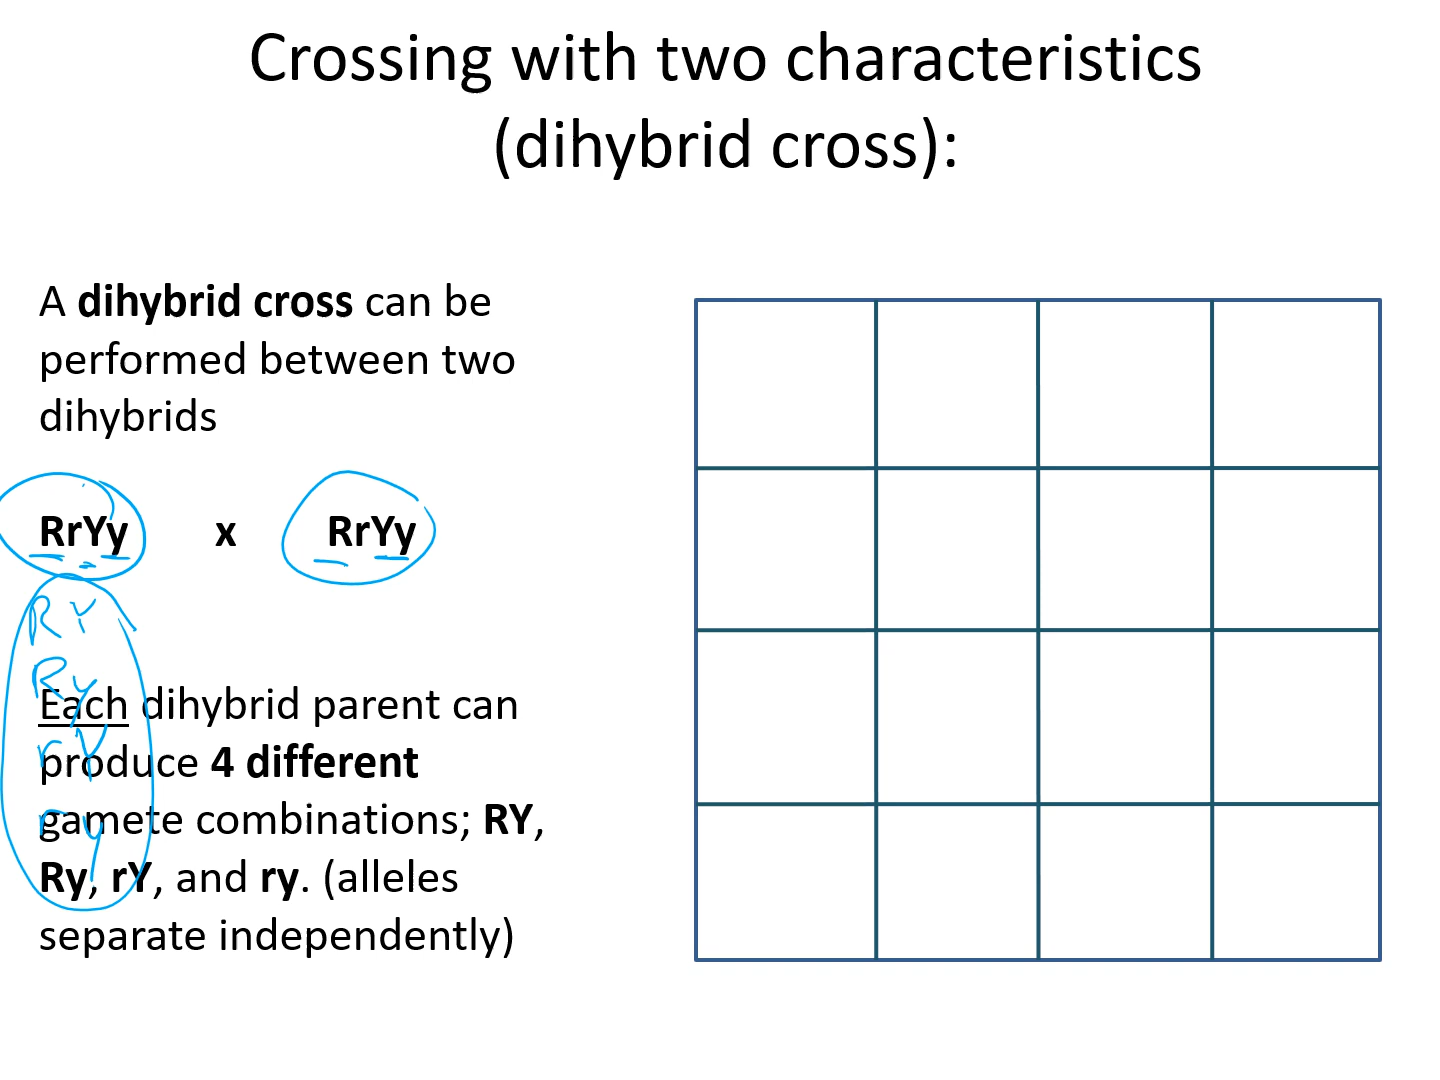 Crossing with two characteristics
(dihybrid cross):
A dihybrid cross can be
performed between two
dihybrids
RrYy x RrYy
RY
Ry
rY
ry
Each dihybrid parent can
produce 4 different
gamete combinations; RY,
Ry, rY, and ry. (alleles
separate independently)